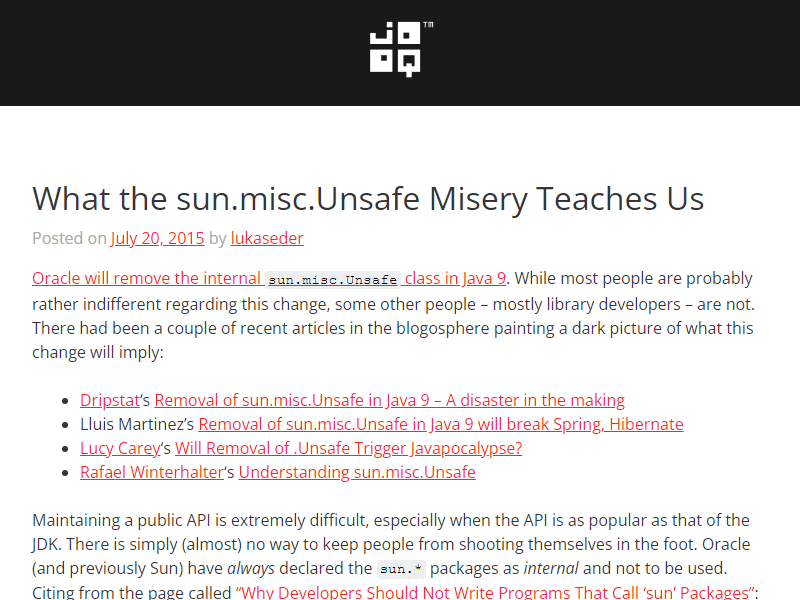 JOOQ™
What the sun.misc.Unsafe Misery Teaches Us
Posted on July 20, 2015 by lukaseder
Oracle will remove the internal sun.misc.Unsafe class in Java 9. While most people are probably
rather indifferent regarding this change, some other people – mostly library developers – are not.
There had been a couple of recent articles in the blogosphere painting a dark picture of what this
change will imply:
• Dripstat‘s Removal of sun.misc.Unsafe in Java 9 – A disaster in the making
• Lluis Martinez’s Removal of sun.misc.Unsafe in Java 9 will break Spring, Hibernate
• Lucy Carey‘s Will Removal of .Unsafe Trigger Javapocalypse?
• Rafael Winterhalter‘s Understanding sun.misc.Unsafe
Maintaining a public API is extremely difficult, especially when the API is as popular as that of the
JDK. There is simply (almost) no way to keep people from shooting themselves in the foot. Oracle
(and previously Sun) have always declared the sun.* packages as internal and not to be used.
Citing from the page called “Why Developers Should Not Write Programs That Call ‘sun’ Packages”: